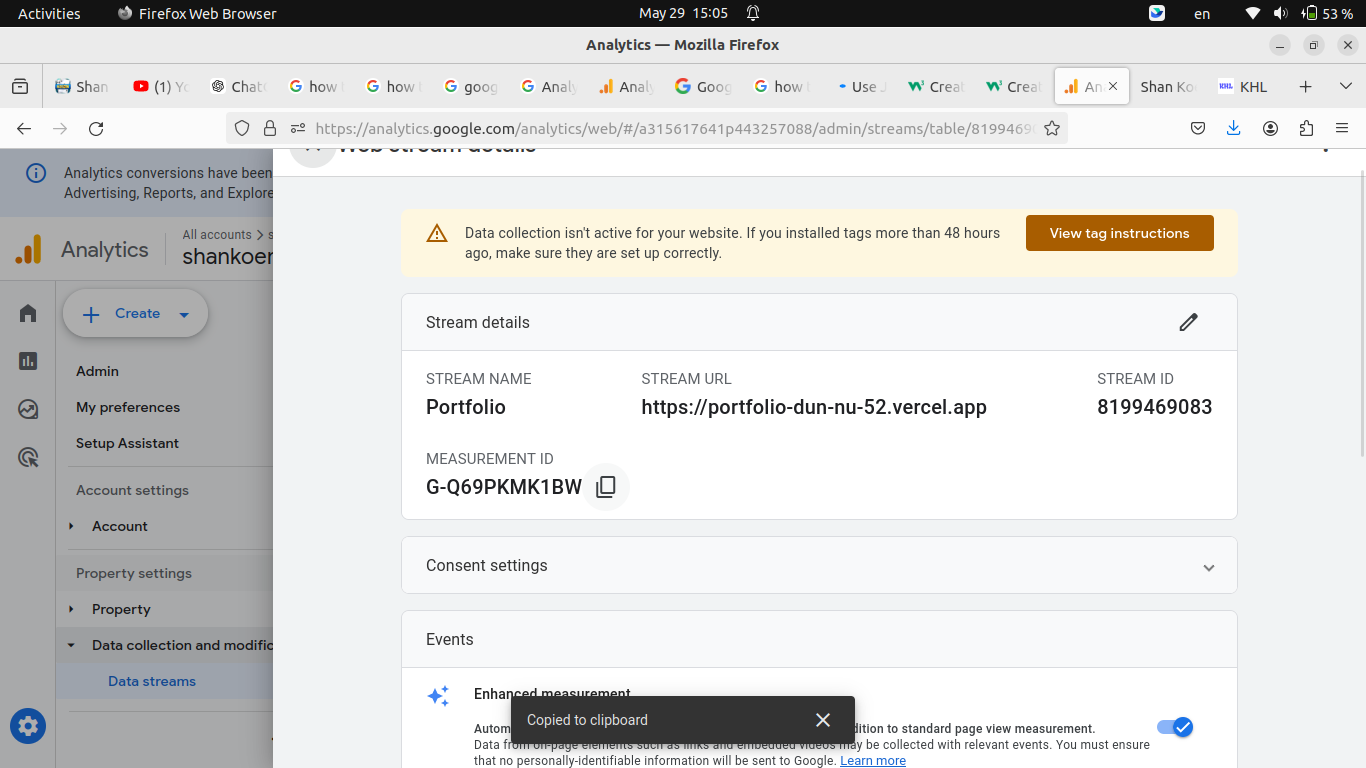 Activities
Firefox Web Browser
May 29 15:05
en
53 %
Analytics — Mozilla Firefox
Shan
(1) Yo
Chat
how
how
goog
Analy
Analy
Goog
how
Use J
Creat
Creat
An
Shan Ko
KHL
https://analytics.google.com/analytics/web/#/a315617641p443257088/admin/streams/table/8199469
Web stream details
Analytics conversions have been
Advertising, Reports, and Explore
All accounts > s
Analytics
shankoer
Create
Admin
My preferences
Setup Assistant
Account settings
Account
Property settings
Property
Data collection and modific
Data streams
Data collection isn't active for your website. If you installed tags more than 48 hours
ago, make sure they are set up correctly.
View tag instructions
Stream details
STREAM NAME
Portfolio
STREAM URL
https://portfolio-dun-nu-52.vercel.app
STREAM ID
8199469083
MEASUREMENT ID
G-Q69PKMK1BW
Consent settings
Events
Enhanced measurement
Autom
dition to standard page view measurement.
Data from on-page elements such as links and embedded videos may be collected with relevant events. You must ensure
that no personally-identifiable information will be sent to Google. Learn more
Copied to clipboard